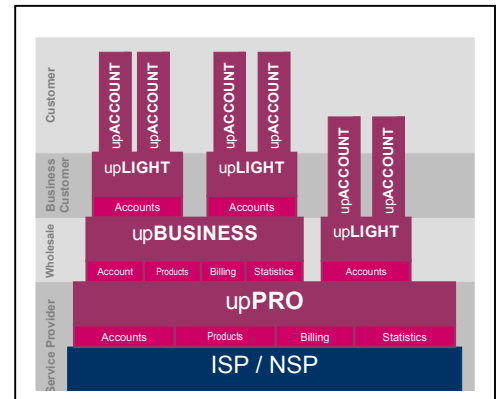 Customer
upACCOUNT
upACCOUNT
upACCOUNT
upACCOUNT
upACCOUNT
upACCOUNT
Business
Customer
upLIGHT
upLIGHT
Accounts
Accounts
Wholesale
upBUSINESS
upLIGHT
Account Products Billing Statistics
Accounts
Service Provider
upPRO
Accounts Products Billing Statistics
ISP / NSP